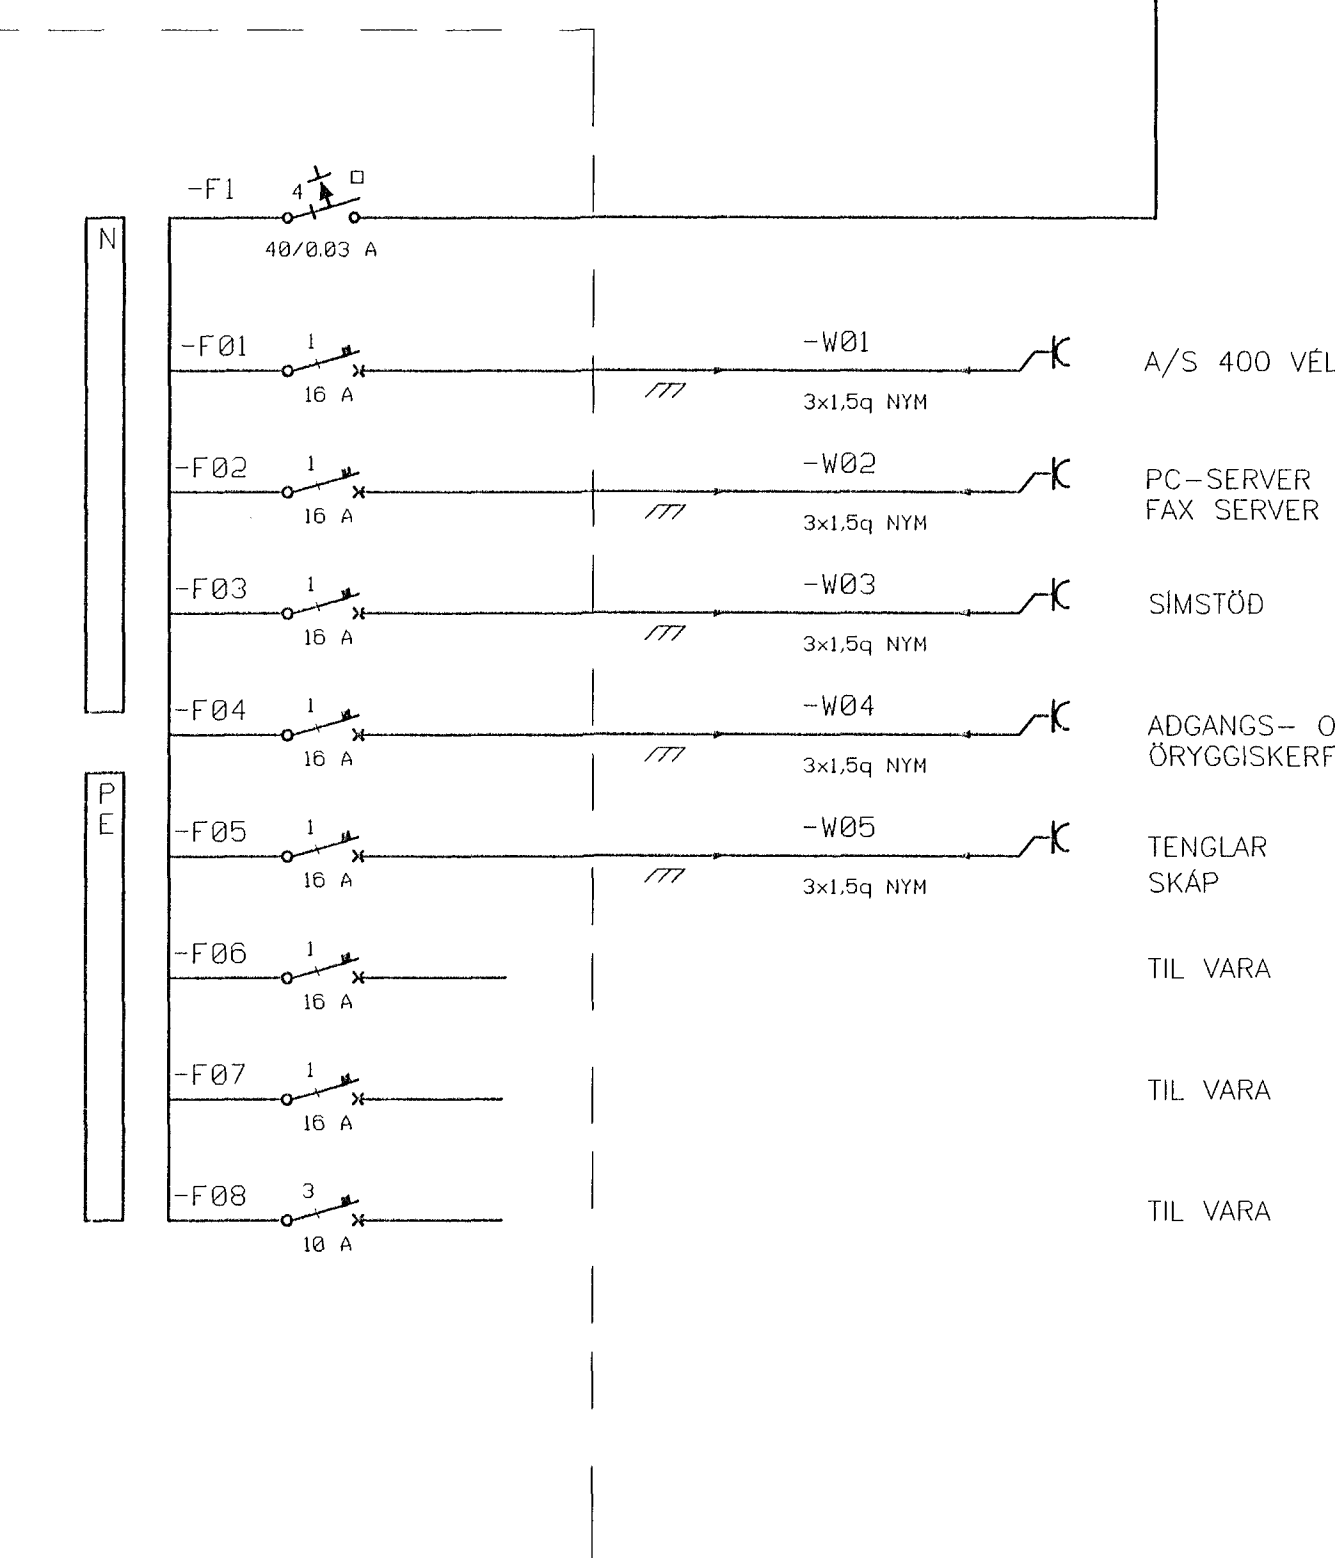 -F1
4
40/0.03 A
N
-F01
1
16 A
-W01
3x1,5q NYM
A/S 400 VÉL
-F02
1
16 A
-W02
3x1,5q NYM
PC-SERVER
FAX SERVER
-F03
1
16 A
-W03
3x1,5q NYM
SÍMSTÖD
-F04
1
16 A
-W04
3x1,5q NYM
ADGANGS- O
ÖRYGGISKERF
P
E
-F05
1
16 A
-W05
3x1,5q NYM
TENGLAR
SKÁP
-F06
1
16 A
TIL VARA
-F07
1
16 A
TIL VARA
-F08
3
10 A
TIL VARA